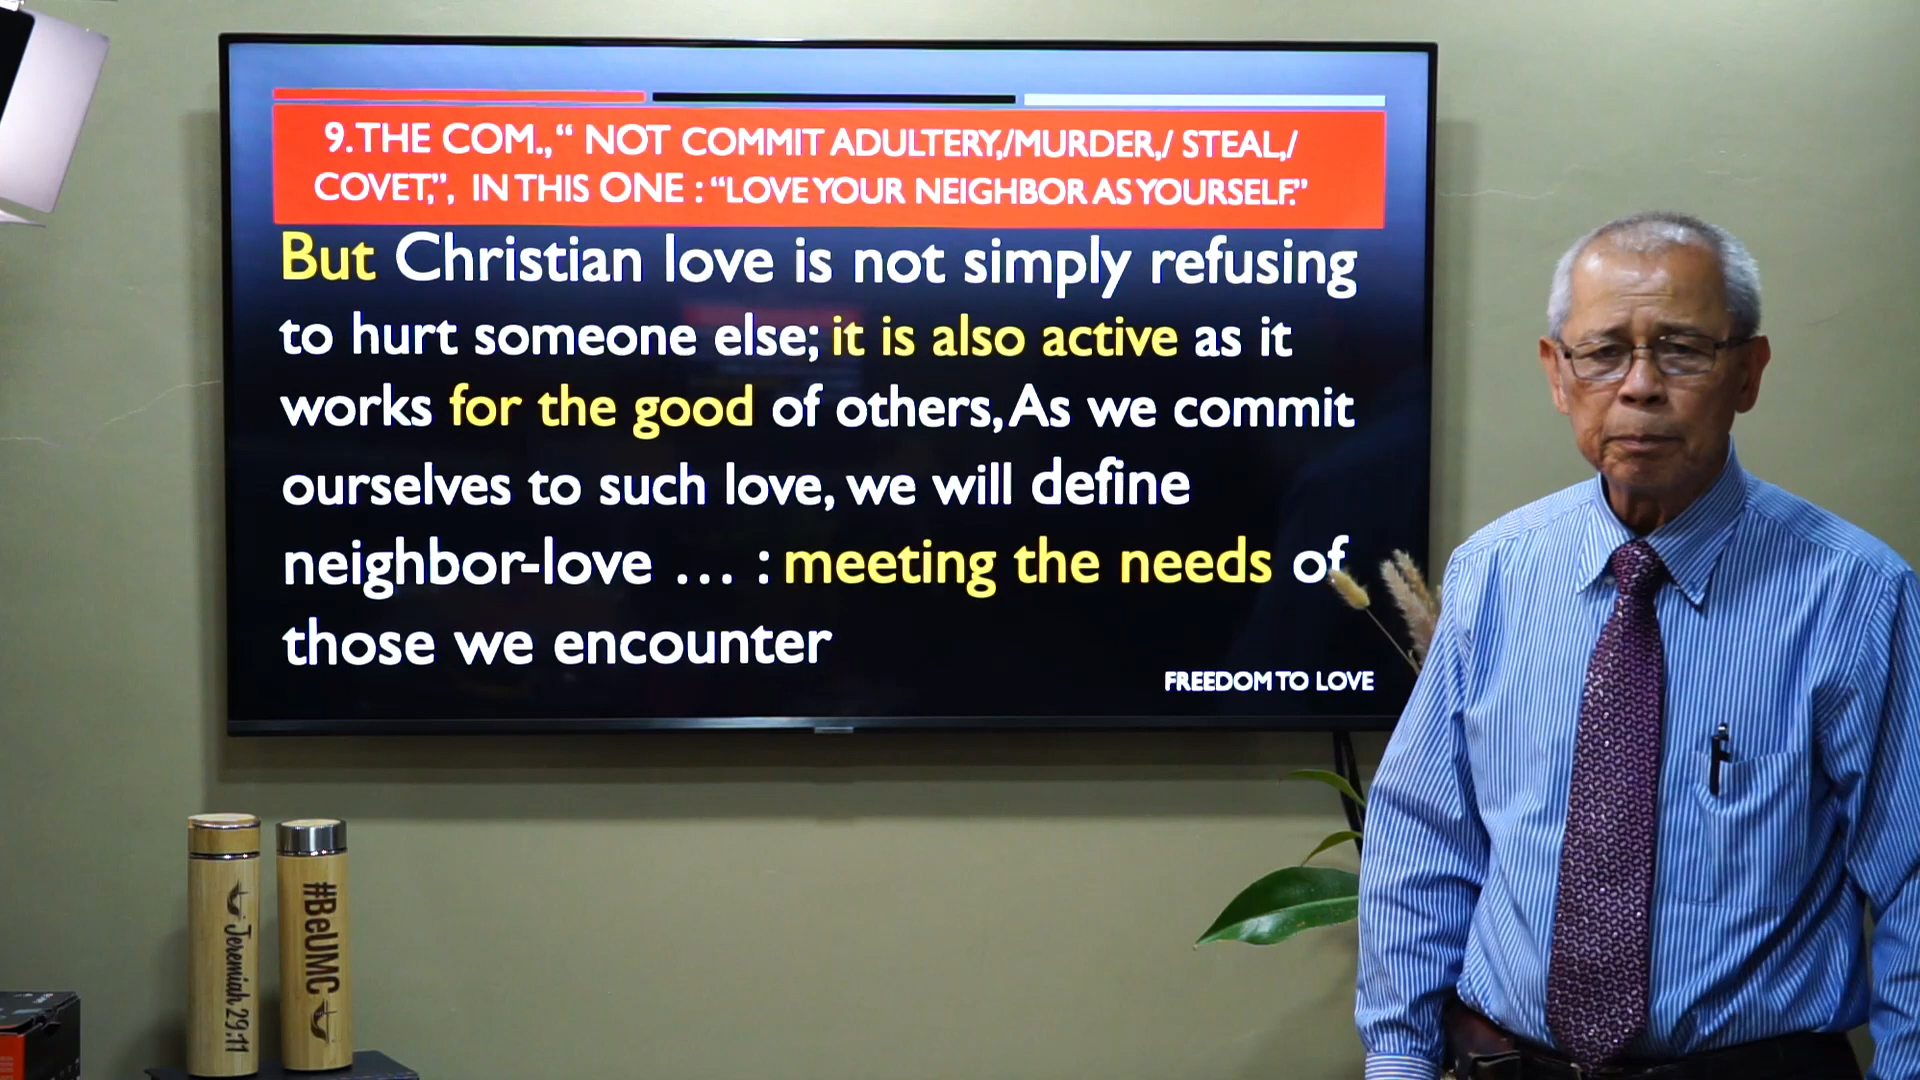 9. THE COM., “ NOT COMMIT ADULTERY,/MURDER,/ STEAL,/
COVET,”, IN THIS ONE : “LOVE YOUR NEIGHBOR AS YOURSELF.”
But Christian love is not simply refusing
to hurt someone else; it is also active as it
works for the good of others, As we commit
ourselves to such love, we will define
neighbor-love … : meeting the needs of
those we encounter
FREEDOM TO LOVE
Jeremiah 29:11
#BeUMC